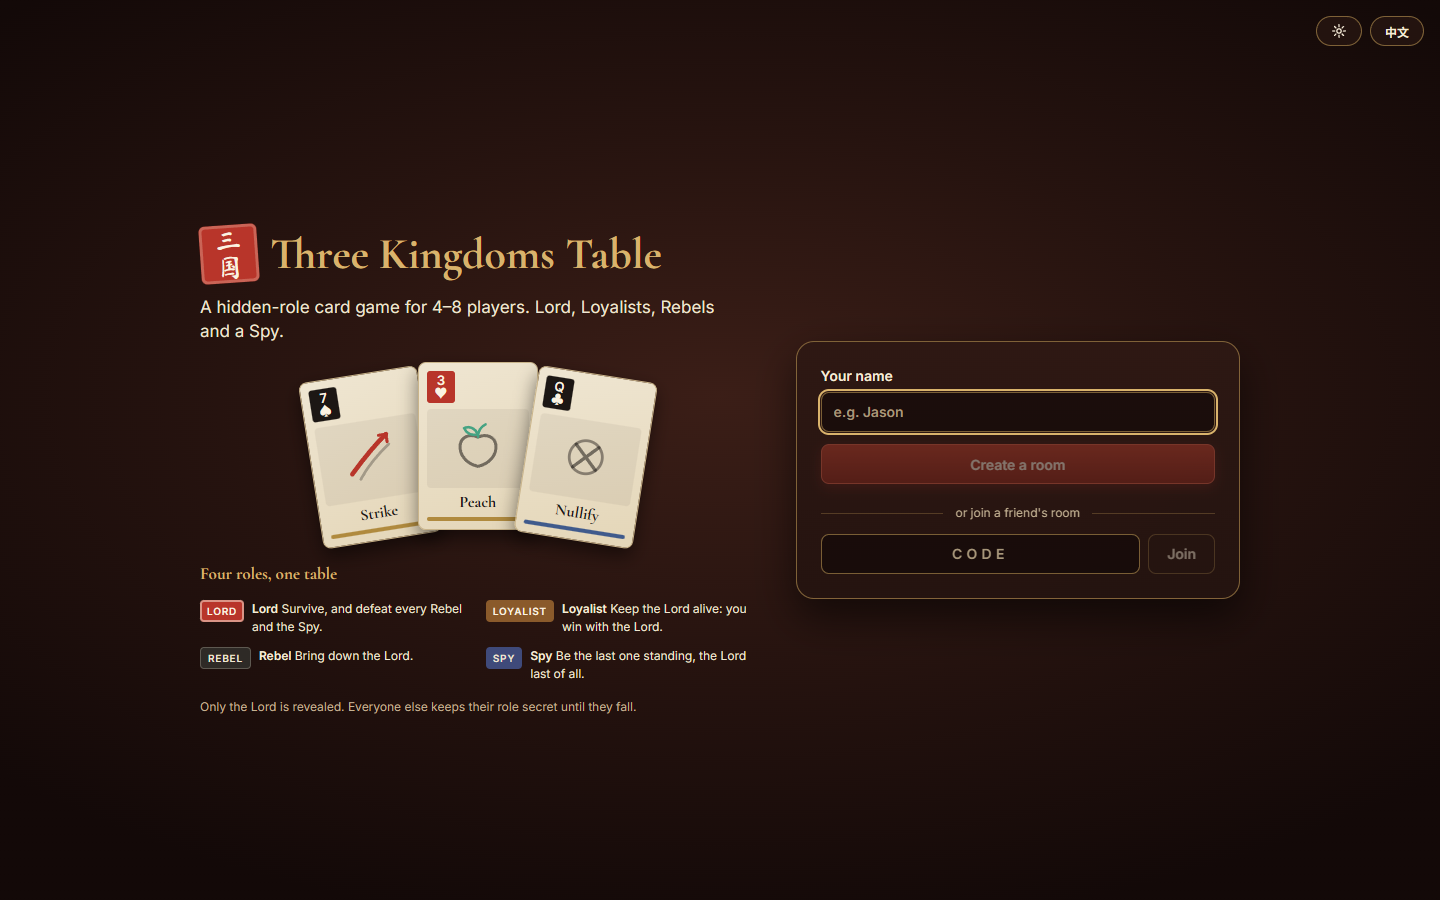 中文
三
国
Three Kingdoms Table
A hidden-role card game for 4–8 players. Lord, Loyalists, Rebels
and a Spy.
7
Strike
3
Peach
Q
Nullify
Four roles, one table
LORD
Lord Survive, and defeat every Rebel
and the Spy.
LOYALIST
Loyalist Keep the Lord alive: you
win with the Lord.
REBEL
Rebel Bring down the Lord.
SPY
Spy Be the last one standing, the Lord
last of all.
Only the Lord is revealed. Everyone else keeps their role secret until they fall.
Your name
e.g. Jason
Create a room
or join a friend's room
CODE
Join